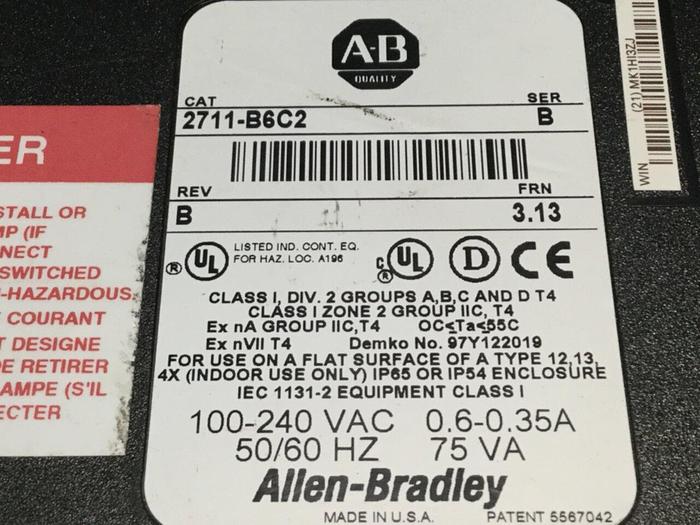 A-B
QUALITY
CAT
SER
2711-B6C2
B
REV
FRN
B
3.13
UL
LISTED IND. CONT. EQ.
FOR HAZ. LOC. A196
C UL
D
CE
CLASS I, DIV. 2 GROUPS A,B,C AND D T4
CLASS I ZONE 2 GROUP IIC, T4
Ex nA GROUP IIC,T4 OC≤Ta≤55C
Ex nVII T4 Demko No. 97Y122019
FOR USE ON A FLAT SURFACE OF A TYPE 12,13,
4X (INDOOR USE ONLY) IP65 OR IP54 ENCLOSURE
IEC 1131-2 EQUIPMENT CLASS I
100-240 VAC 0.6-0.35A
50/60 HZ 75 VA
Allen-Bradley
MADE IN U.S.A. PATENT 5567042
ER
STALL OR
MP (IF
NNECT
SWITCHED
-HAZARDOUS.
COURANT
T DESIGNE
DE RETIRER
AMPE (S'IL
ECTER
WIN
(21) MK1HI3ZJ